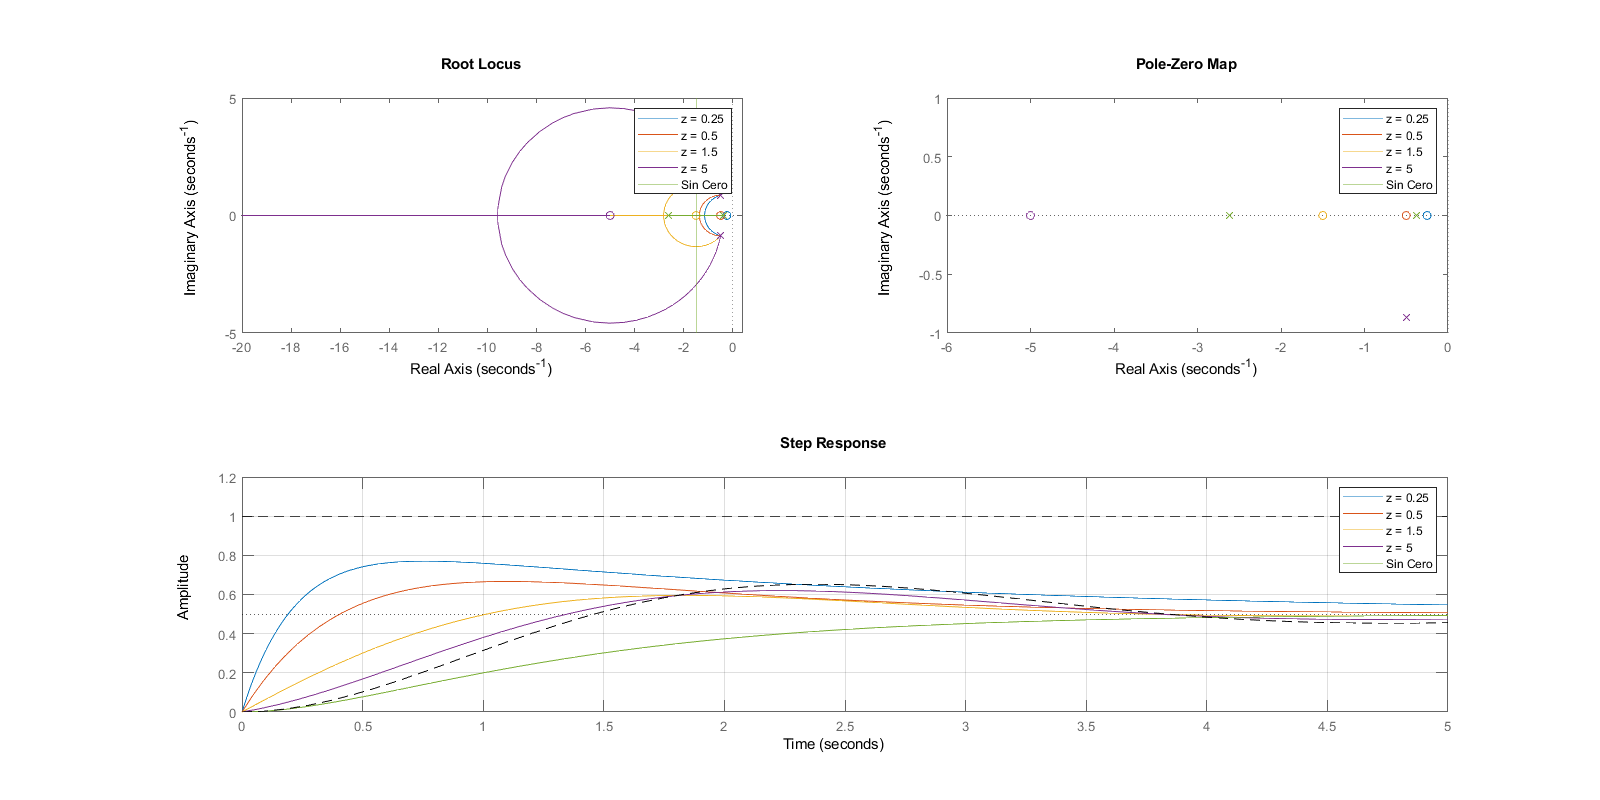 Root Locus
Imaginary Axis (seconds⁻¹)
5
0
-5
-20 -18 -16 -14 -12 -10 -8 -6 -4 -2 0
Real Axis (seconds⁻¹)
z = 0.25
z = 0.5
z = 1.5
z = 5
Sin Cero
Pole-Zero Map
Imaginary Axis (seconds⁻¹)
1
0.5
0
-0.5
-1
-6 -5 -4 -3 -2 -1 0
Real Axis (seconds⁻¹)
z = 0.25
z = 0.5
z = 1.5
z = 5
Sin Cero
Step Response
Amplitude
1.2
1
0.8
0.6
0.4
0.2
0
0 0.5 1 1.5 2 2.5 3 3.5 4 4.5 5
Time (seconds)
z = 0.25
z = 0.5
z = 1.5
z = 5
Sin Cero